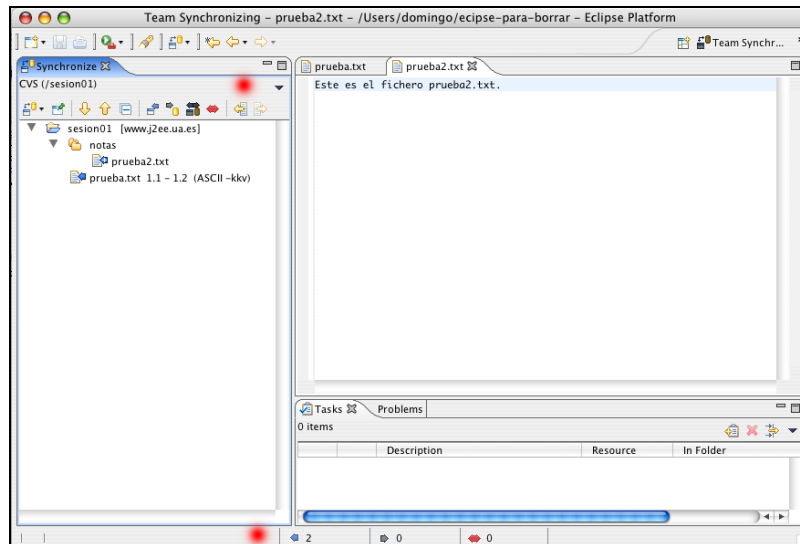 Team Synchronizing - prueba2.txt - /Users/domingo/ecipse-para-borrar - Eclipse Platform
Team Synchr...
Synchronize
CVS (/sesion01)
sesion01 [www.j2ee.ua.es]
notas
prueba2.txt
prueba.txt 1.1 - 1.2 (ASCII -kkv)
prueba.txt
prueba2.txt
Este es el fichero prueba2.txt.
Tasks
Problems
0 items
Description
Resource
In Folder
2
0
0